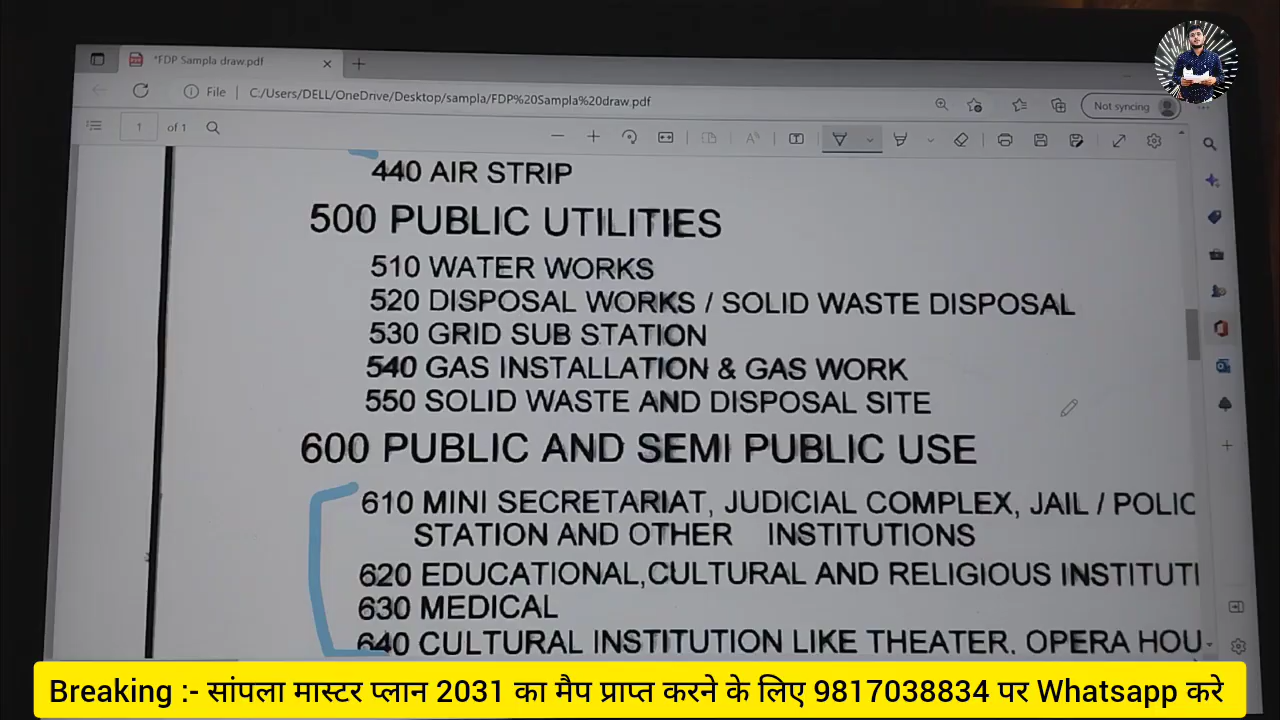 *FDP Sampla draw.pdf
File
C:/Users/DELL/OneDrive/Desktop/sampla/FDP%20Sampla%20draw.pdf
Not syncing
1 of 1
440 AIR STRIP
500 PUBLIC UTILITIES
510 WATER WORKS
520 DISPOSAL WORKS / SOLID WASTE DISPOSAL
530 GRID SUB STATION
540 GAS INSTALLATION & GAS WORK
550 SOLID WASTE AND DISPOSAL SITE
600 PUBLIC AND SEMI PUBLIC USE
610 MINI SECRETARIAT, JUDICIAL COMPLEX, JAIL / POLIC
STATION AND OTHER INSTITUTIONS
620 EDUCATIONAL,CULTURAL AND RELIGIOUS INSTITUTI
630 MEDICAL
640 CULTURAL INSTITUTION LIKE THEATER. OPERA HOU
Breaking :- सांपला मास्टर प्लान 2031 का मैप प्राप्त करने के लिए 9817038834 पर Whatsapp करे